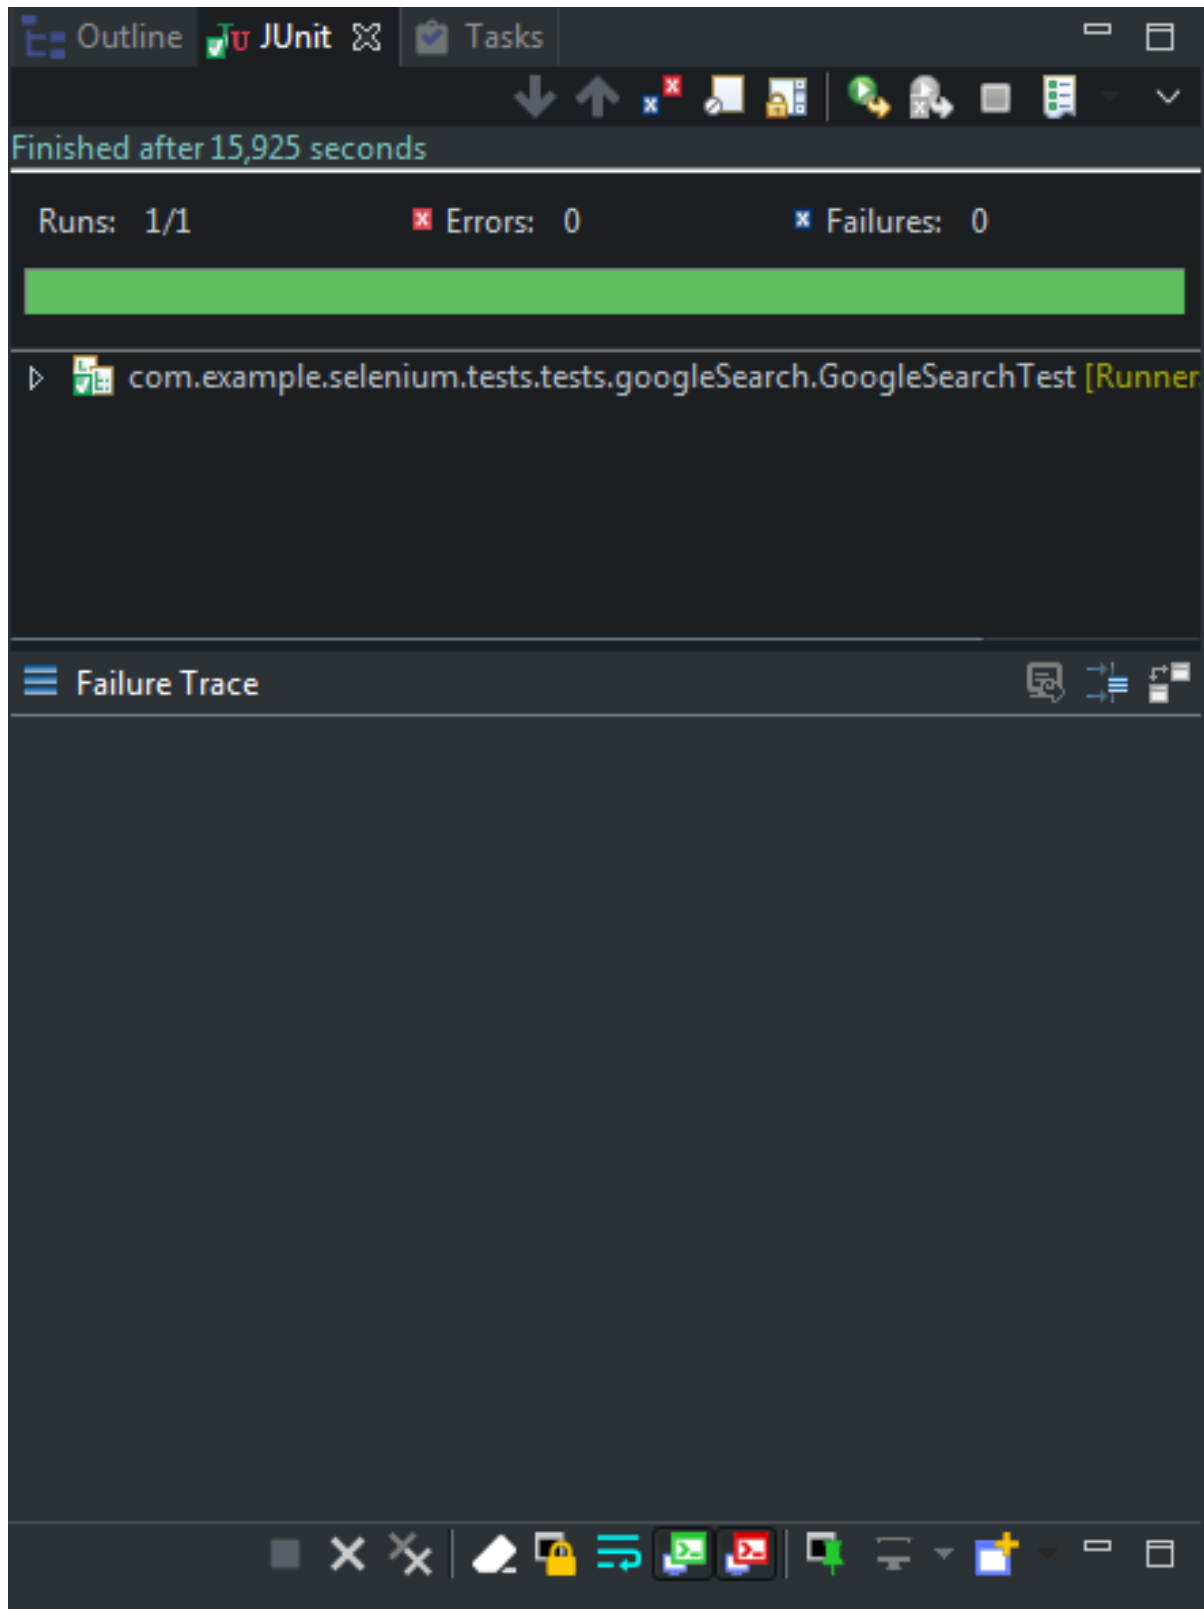 Outline JUnit Tasks
Finished after 15,925 seconds
Runs: 1/1 Errors: 0 Failures: 0
com.example.selenium.tests.tests.googleSearch.GoogleSearchTest [Runner:
Failure Trace